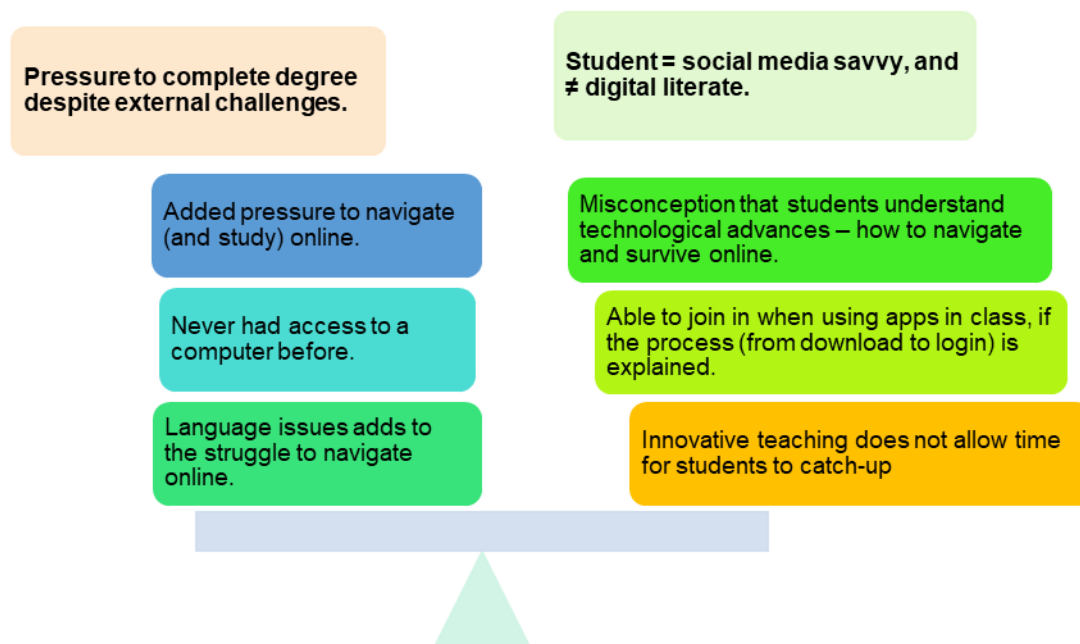 Pressure to complete degree
despite external challenges.
Student = social media savvy, and
≠ digital literate.
Added pressure to navigate
(and study) online.
Never had access to a
computer before.
Language issues adds to
the struggle to navigate
online.
Misconception that students understand
technological advances – how to navigate
and survive online.
Able to join in when using apps in class, if
the process (from download to login) is
explained.
Innovative teaching does not allow time
for students to catch-up